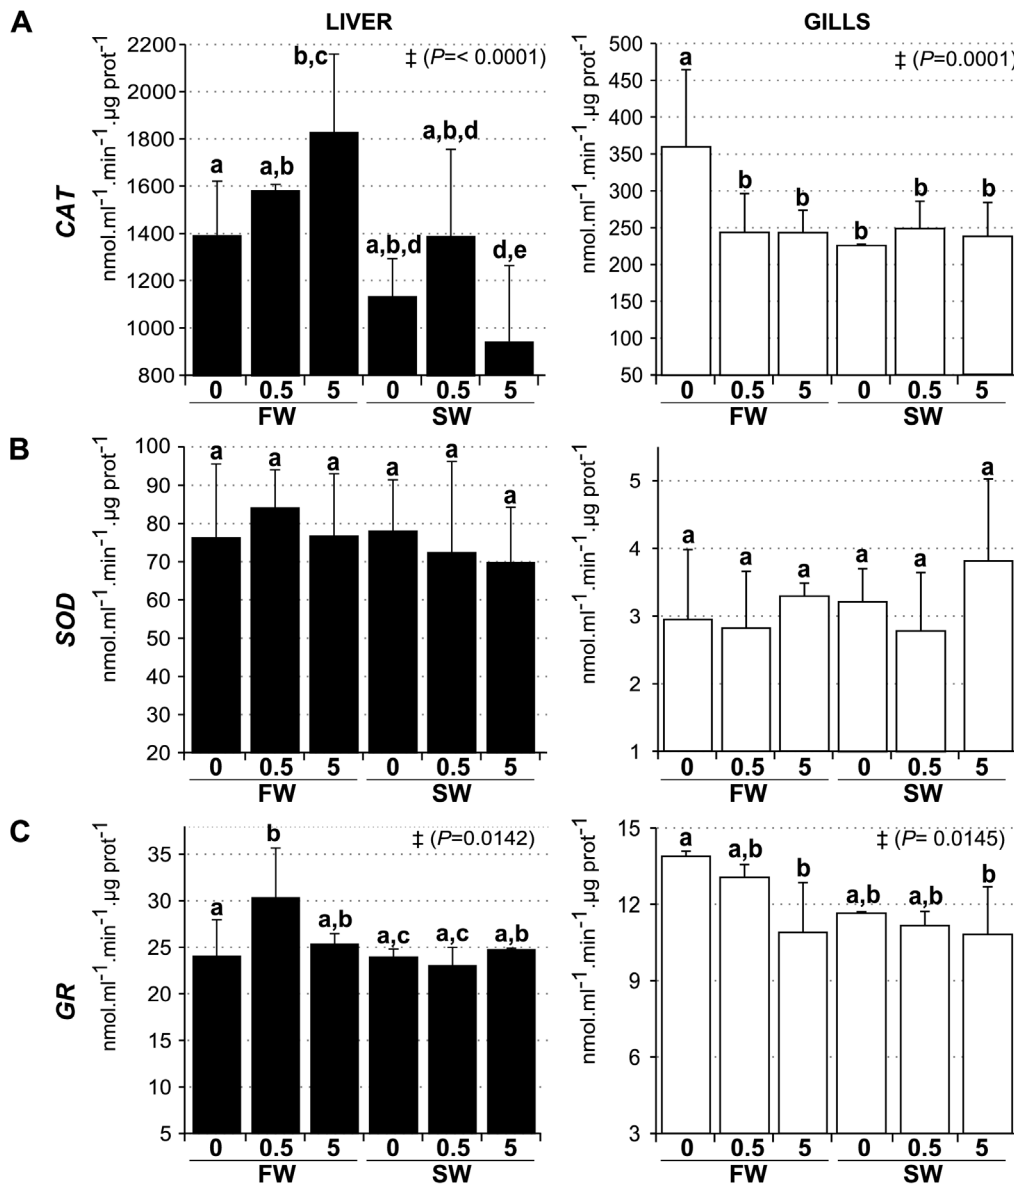 A
LIVER
GILLS
CAT
nmol.ml⁻¹.min⁻¹.µg prot⁻¹
2200
2000
1800
1600
1400
1200
1000
800
‡ (P=< 0.0001)
a
a,b
b,c
a,b,d
a,b,d
d,e
0 0.5 5 0 0.5 5
FW SW
nmol.ml⁻¹.min⁻¹.µg prot⁻¹
500
450
400
350
300
250
200
150
100
50
‡ (P=0.0001)
a
b
b
b
b
b
0 0.5 5 0 0.5 5
FW SW
B
SOD
nmol.ml⁻¹.min⁻¹.µg prot⁻¹
100
90
80
70
60
50
40
30
20
a a a a a a
0 0.5 5 0 0.5 5
FW SW
nmol.ml⁻¹.min⁻¹.µg prot⁻¹
5
4
3
2
1
a a a a a a
0 0.5 5 0 0.5 5
FW SW
C
GR
nmol.ml⁻¹.min⁻¹.µg prot⁻¹
35
30
25
20
15
10
5
‡ (P=0.0142)
a
b
a,b
a,c
a,c
a,b
0 0.5 5 0 0.5 5
FW SW
nmol.ml⁻¹.min⁻¹.µg prot⁻¹
15
12
9
6
3
‡ (P= 0.0145)
a
a,b
b
a,b
a,b
b
0 0.5 5 0 0.5 5
FW SW